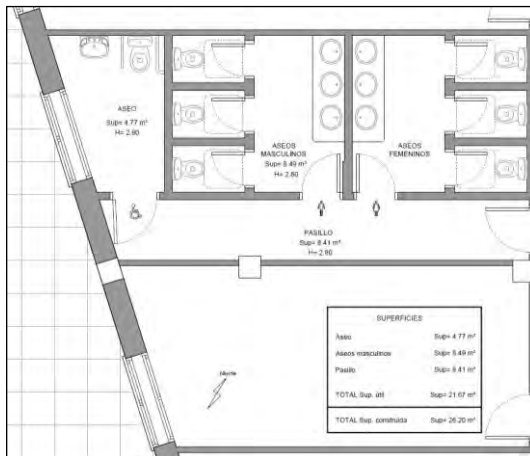 ASEO
Sup= 4.77 m²
H= 2.80
ASEOS
MASCULINOS
Sup= 8.49 m²
H= 2.80
ASEOS
FEMENINOS
PASILLO
Sup= 8.41 m²
H= 2.80
SUPERFICIES
Aseo Sup= 4.77 m²
Aseos masculinos Sup= 8.49 m²
Pasillo Sup= 8.41 m²
TOTAL Sup. útil Sup= 21.67 m²
TOTAL Sup. construida Sup= 26.20 m²